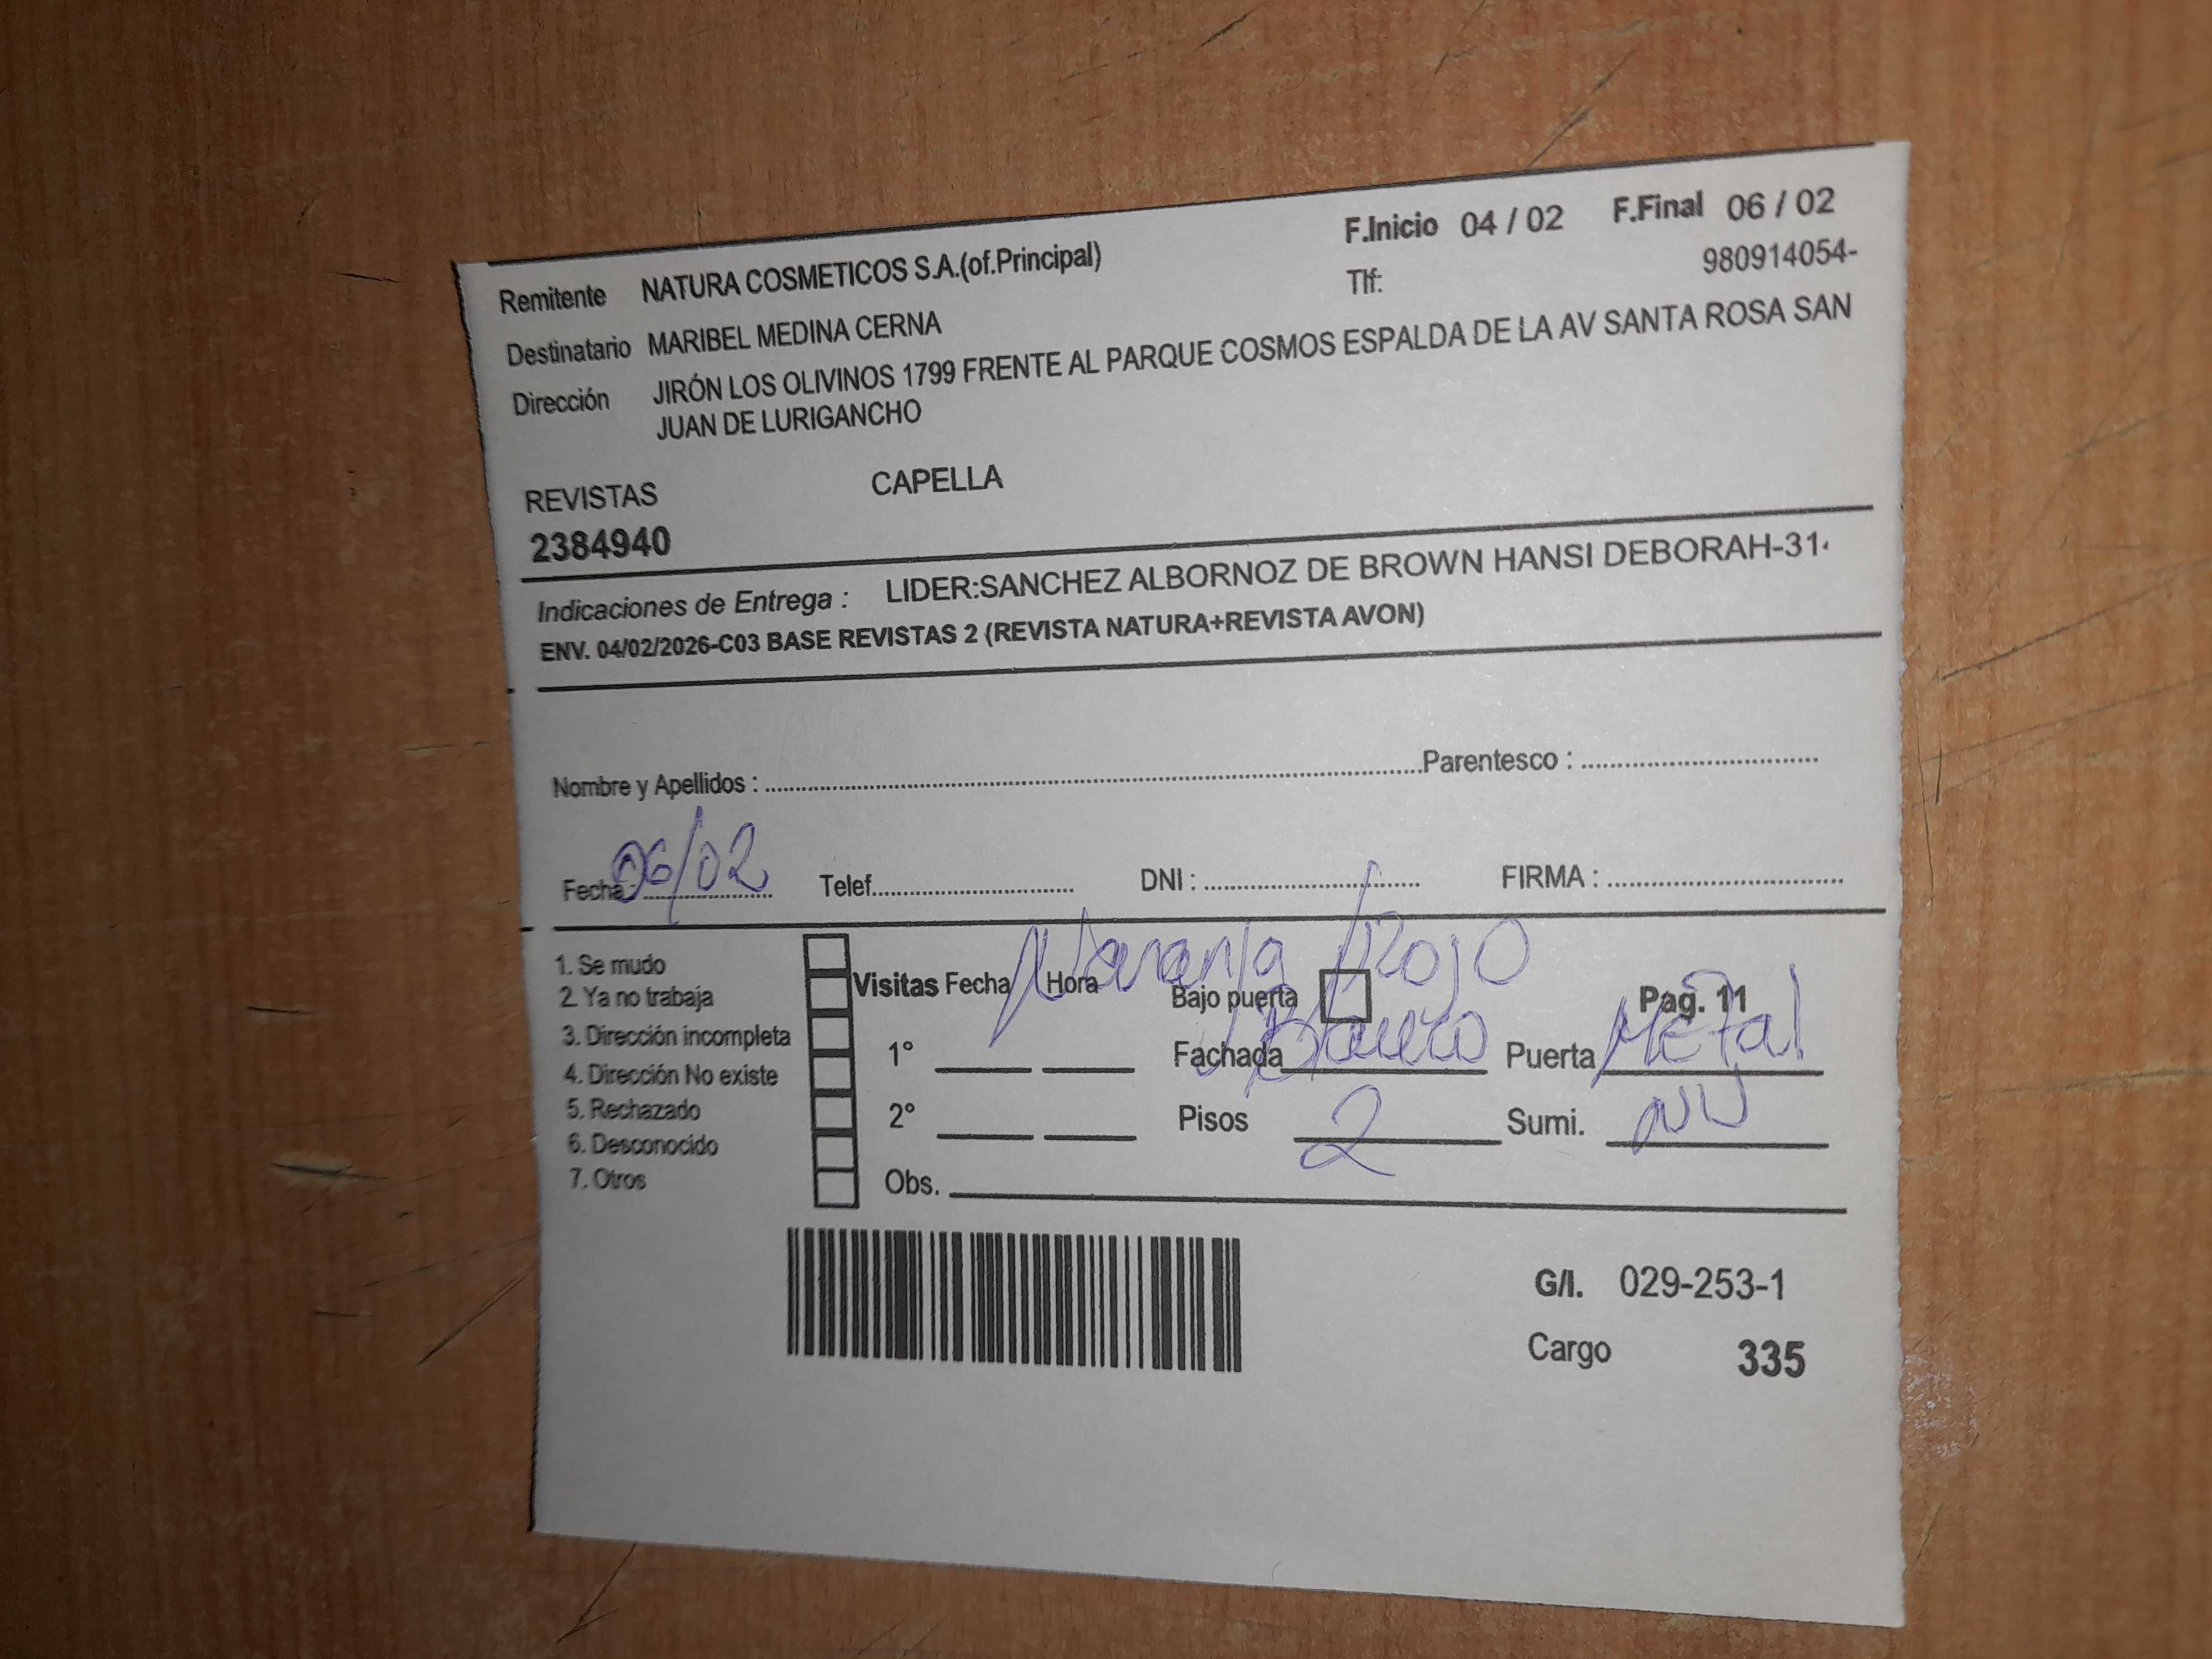 F.Inicio 04 / 02 F.Final 06 / 02
Remitente NATURA COSMETICOS S.A.(of.Principal) Tlf: 980914054-
Destinatario MARIBEL MEDINA CERNA
Dirección JIRÓN LOS OLIVINOS 1799 FRENTE AL PARQUE COSMOS ESPALDA DE LA AV SANTA ROSA SAN
JUAN DE LURIGANCHO
REVISTAS CAPELLA
2384940
Indicaciones de Entrega : LIDER:SANCHEZ ALBORNOZ DE BROWN HANSI DEBORAH-31
ENV. 04/02/2026-C03 BASE REVISTAS 2 (REVISTA NATURA+REVISTA AVON)
Nombre y Apellidos : Parentesco :
Fecha : 06/02 Telef. DNI : FIRMA :
Naranja / Rojo
1. Se mudo
2. Ya no trabaja
3. Dirección incompleta
4. Dirección No existe
5. Rechazado
6. Desconocido
7. Otros
Visitas Fecha Hora Bajo puerta Pag. 11
1° Fachada Blanco Puerta Metal
2° Pisos 2 Sumi.
Obs.
G/I. 029-253-1
Cargo 335